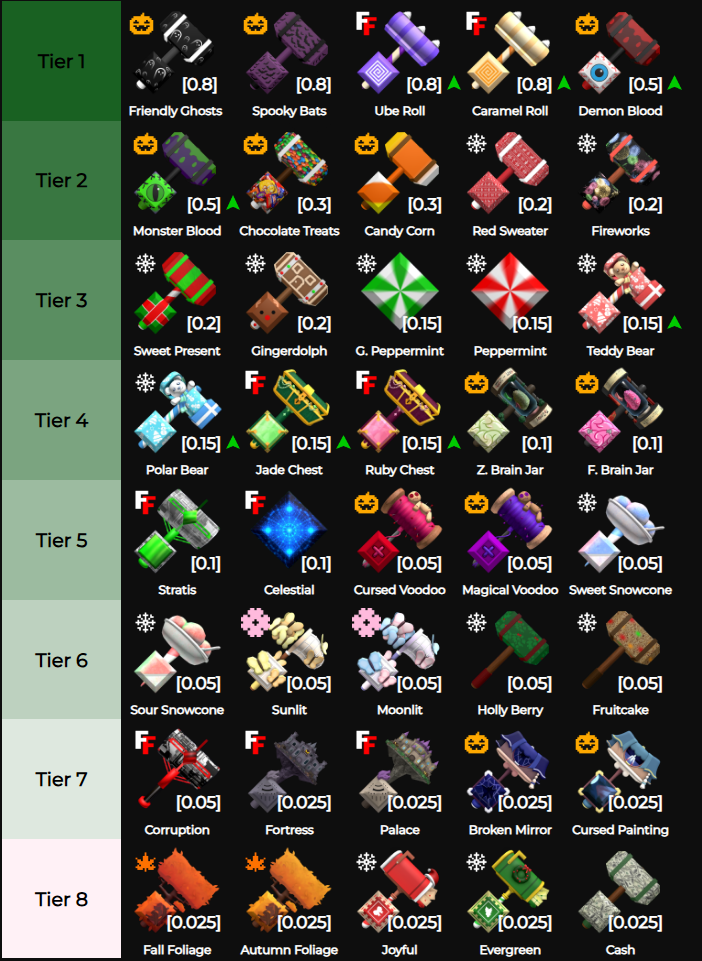 Tier 1
[0.8] [0.8] [0.8] [0.8] [0.5]
Friendly Ghosts Spooky Bats Ube Roll Caramel Roll Demon Blood
Tier 2
[0.5] [0.3] [0.3] [0.2] [0.2]
Monster Blood Chocolate Treats Candy Corn Red Sweater Fireworks
Tier 3
[0.2] [0.2] [0.15] [0.15] [0.15]
Sweet Present Gingerdolph G. Peppermint Peppermint Teddy Bear
Tier 4
[0.15] [0.15] [0.15] [0.1] [0.1]
Polar Bear Jade Chest Ruby Chest Z. Brain Jar F. Brain Jar
Tier 5
[0.1] [0.1] [0.05] [0.05] [0.05]
Stratis Celestial Cursed Voodoo Magical Voodoo Sweet Snowcone
Tier 6
[0.05] [0.05] [0.05] [0.05] [0.05]
Sour Snowcone Sunlit Moonlit Holly Berry Fruitcake
Tier 7
[0.05] [0.025] [0.025] [0.025] [0.025]
Corruption Fortress Palace Broken Mirror Cursed Painting
Tier 8
[0.025] [0.025] [0.025] [0.025] [0.025]
Fall Foliage Autumn Foliage Joyful Evergreen Cash